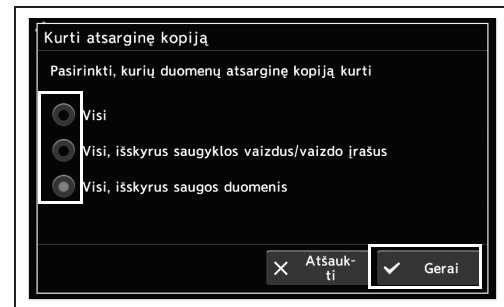 Kurti atsarginę kopiją
Pasirinkti, kurių duomenų atsarginę kopiją kurti
Visi
Visi, išskyrus saugyklos vaizdus/vaizdo įrašus
Visi, išskyrus saugos duomenis
Atšauk-
ti
Gerai